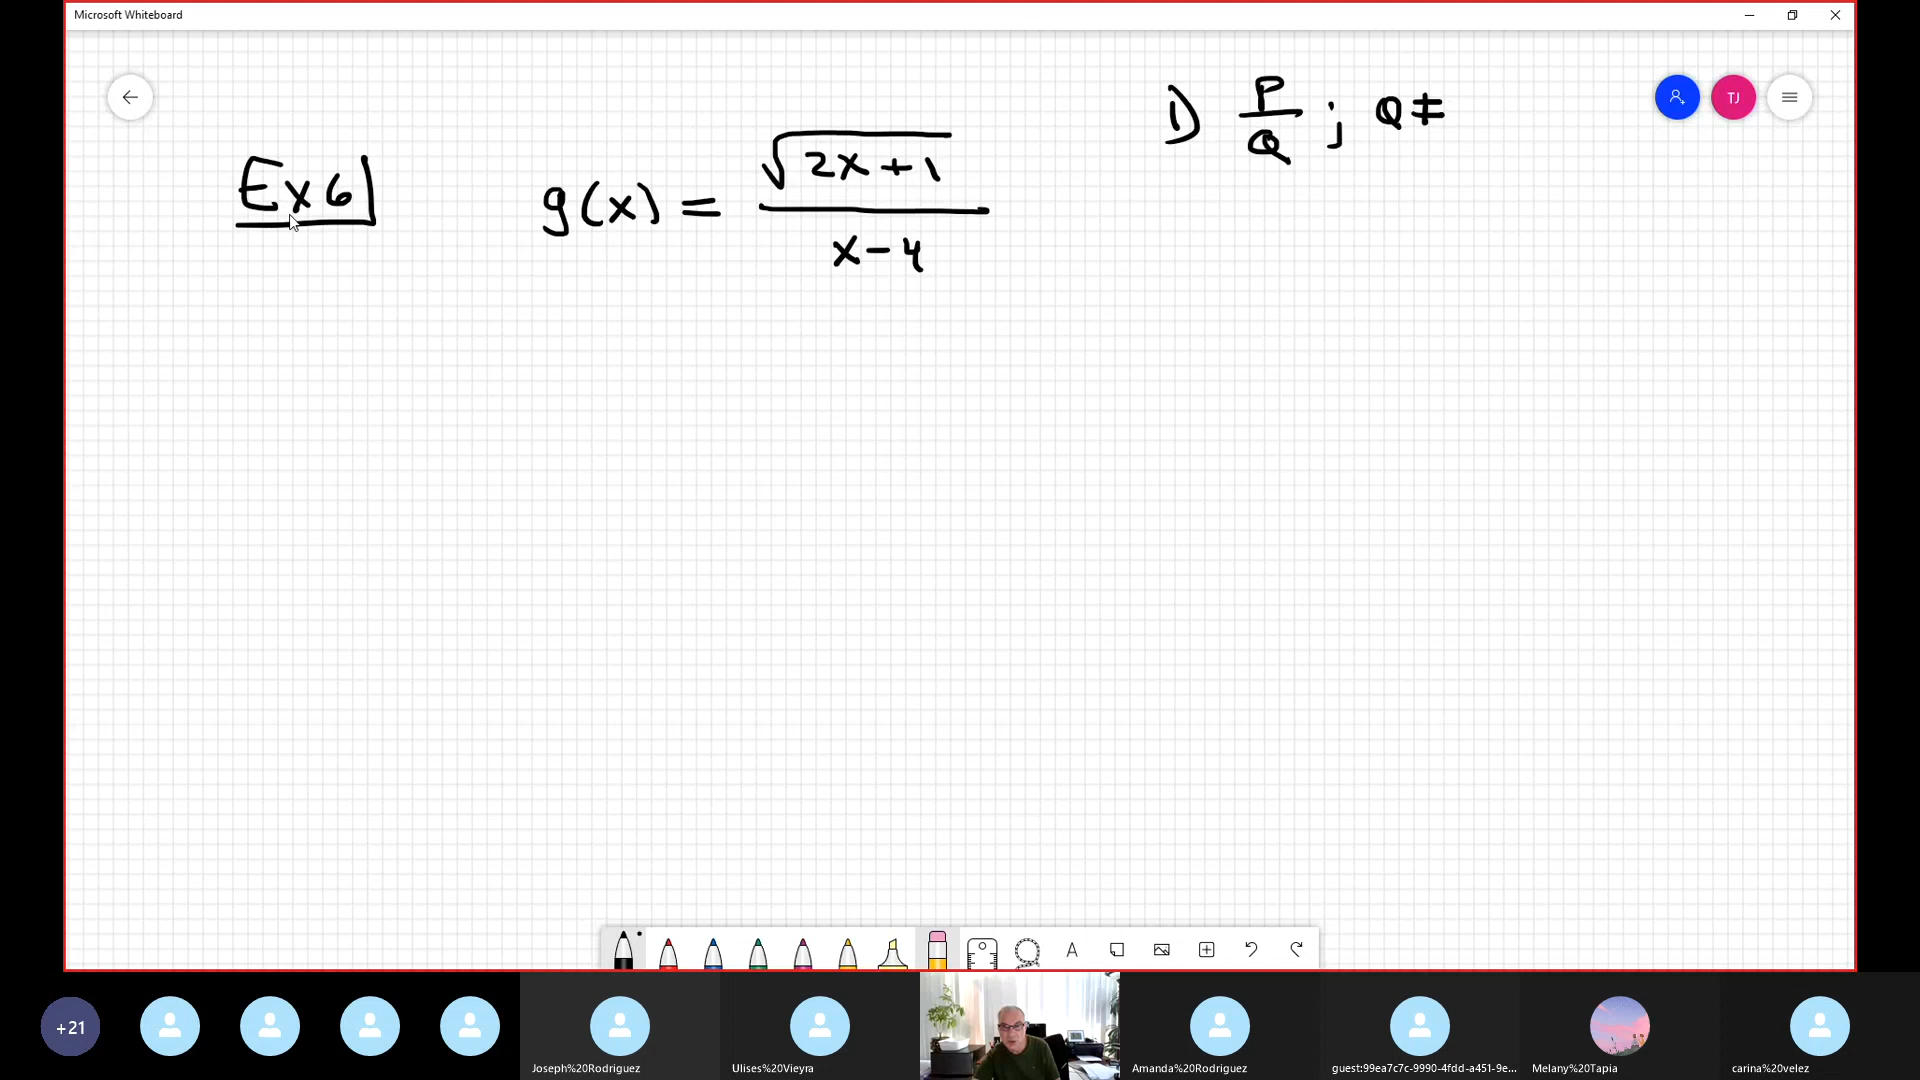 Microsoft Whiteboard
1) P/Q ; Q ≠
TJ
Ex 6
g(x) = √(2x+1) / (x-4)
A
+21
Joseph%20Rodriguez
Ulises%20Vieyra
Amanda%20Rodriguez
guest:99ea7c7c-9990-4fdd-a451-9e...
Melany%20Tapia
carina%20velez